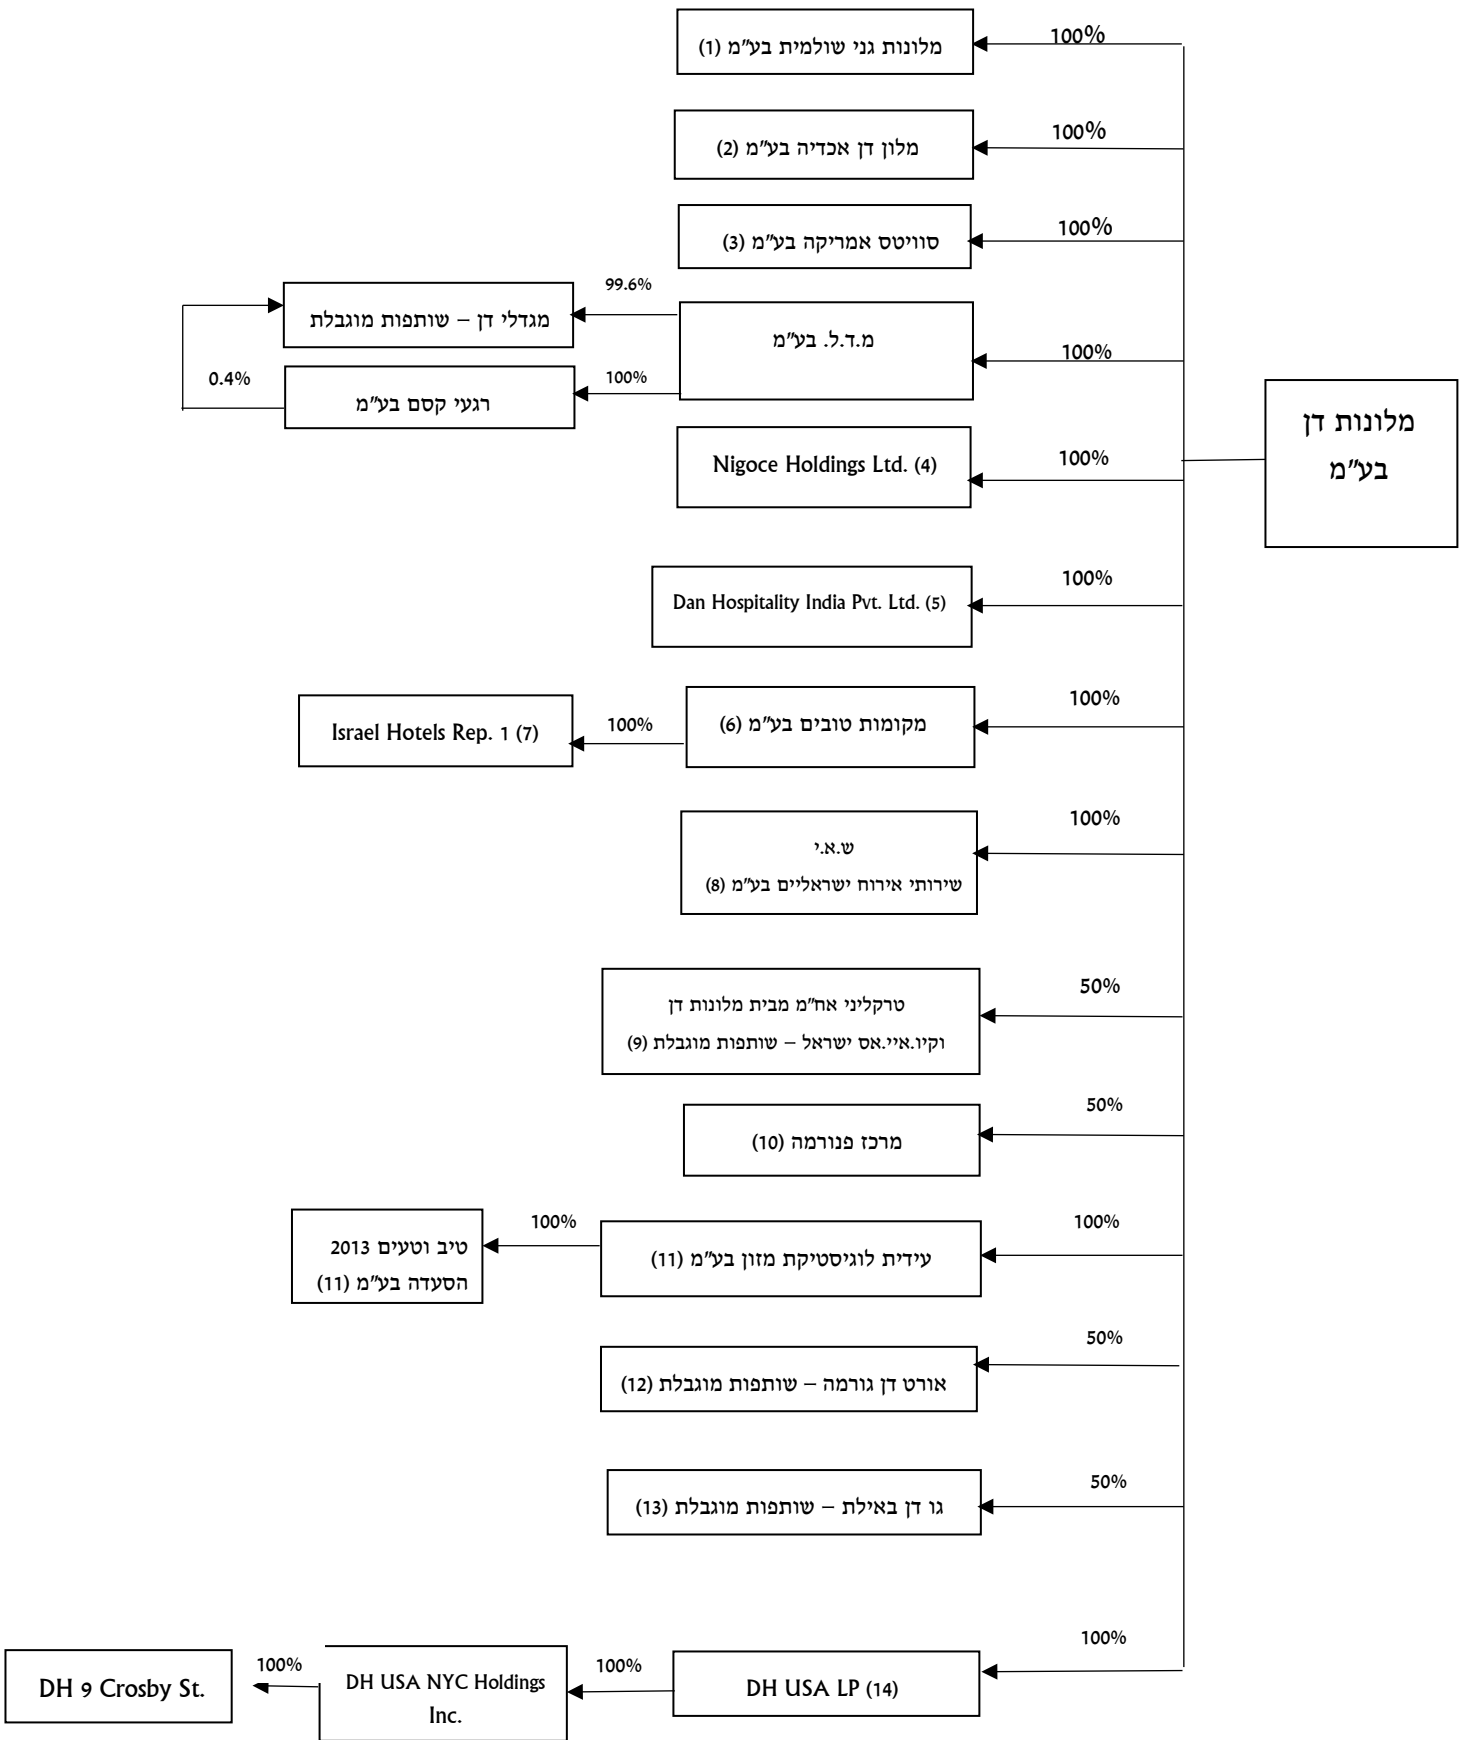 100%
מלונות גני שולמית בע"מ (1)
100%
מלון דן אכדיה בע"מ (2)
100%
סוויטס אמריקה בע"מ (3)
99.6%
מגדלי דן – שותפות מוגבלת
מ.ד.ל. בע"מ
100%
100%
0.4%
רגעי קסם בע"מ
מלונות דן
בע"מ
100%
Nigoce Holdings Ltd. (4)
100%
Dan Hospitality India Pvt. Ltd. (5)
100%
מקומות טובים בע"מ (6)
100%
Israel Hotels Rep. 1 (7)
100%
ש.א.י
שירותי אירוח ישראליים בע"מ (8)
50%
טרקליני אח"מ מבית מלונות דן
וקיו.איי.אס ישראל – שותפות מוגבלת (9)
50%
מרכז פנורמה (10)
100%
עידית לוגיסטיקת מזון בע"מ (11)
100%
טיב וטעים 2013
הסעדה בע"מ (11)
50%
אורט דן גורמה – שותפות מוגבלת (12)
50%
גו דן באילת – שותפות מוגבלת (13)
100%
DH USA LP (14)
100%
DH USA NYC Holdings
Inc.
100%
DH 9 Crosby St.